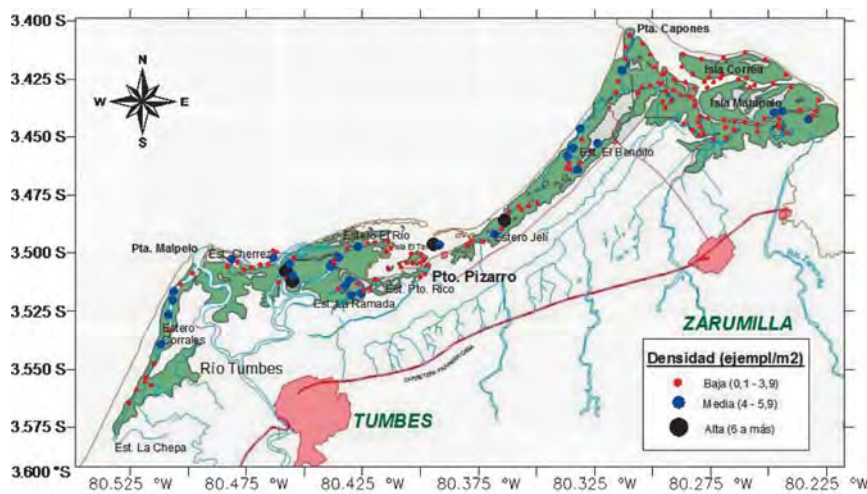 3.400 S
3.425 S
3.450 S
3.475 S
3.500 S
3.525 S
3.550 S
3.575 S
3.600 °S
N
W E
S
Pta. Capones
Isla Correa
Isla Matapalo
Est. El Bendito
Pta. Malpelo
Est. Cherrez
Estero El Río
Estero Jelí
Pto. Pizarro
Est. Pto. Rico
Est. La Ramada
Estero
Corrales
Río Tumbes
Est. La Chepa
TUMBES
ZARUMILLA
CARRETERA PANAMERICANA
Densidad (ejempl/m2)
Baja (0,1 - 3,9)
Media (4 - 5,9)
Alta (6 a más)
80.525 °W 80.475 °W 80.425 °W 80.375 °W 80.325 °W 80.275 °W 80.225 °W